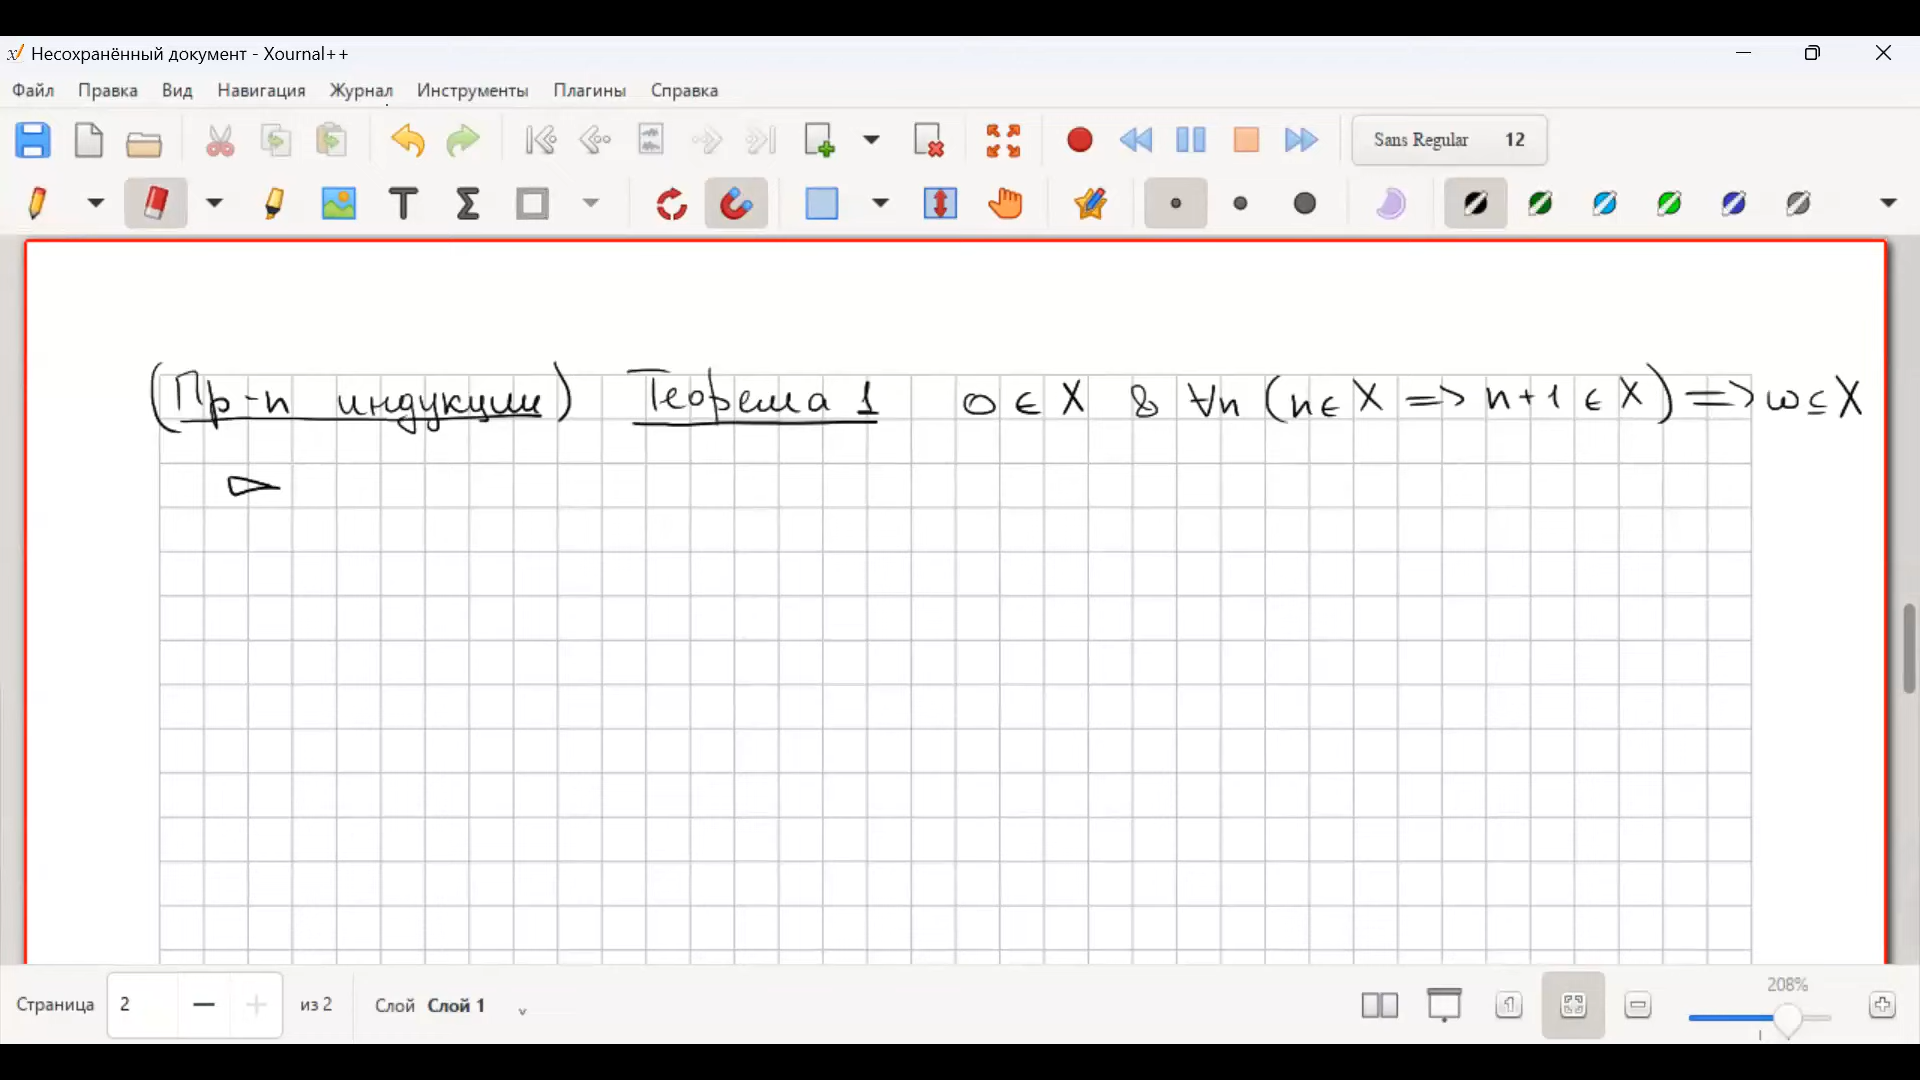 Несохранённый документ - Xournal++
Файл Правка Вид Навигация Журнал Инструменты Плагины Справка
Sans Regular 12
(Пр-п индукции) Теорема 1 0 ∈ X & ∀n (n ∈ X => n+1 ∈ X) => ω ⊆ X
Страница 2 из 2 Слой Слой 1 208%